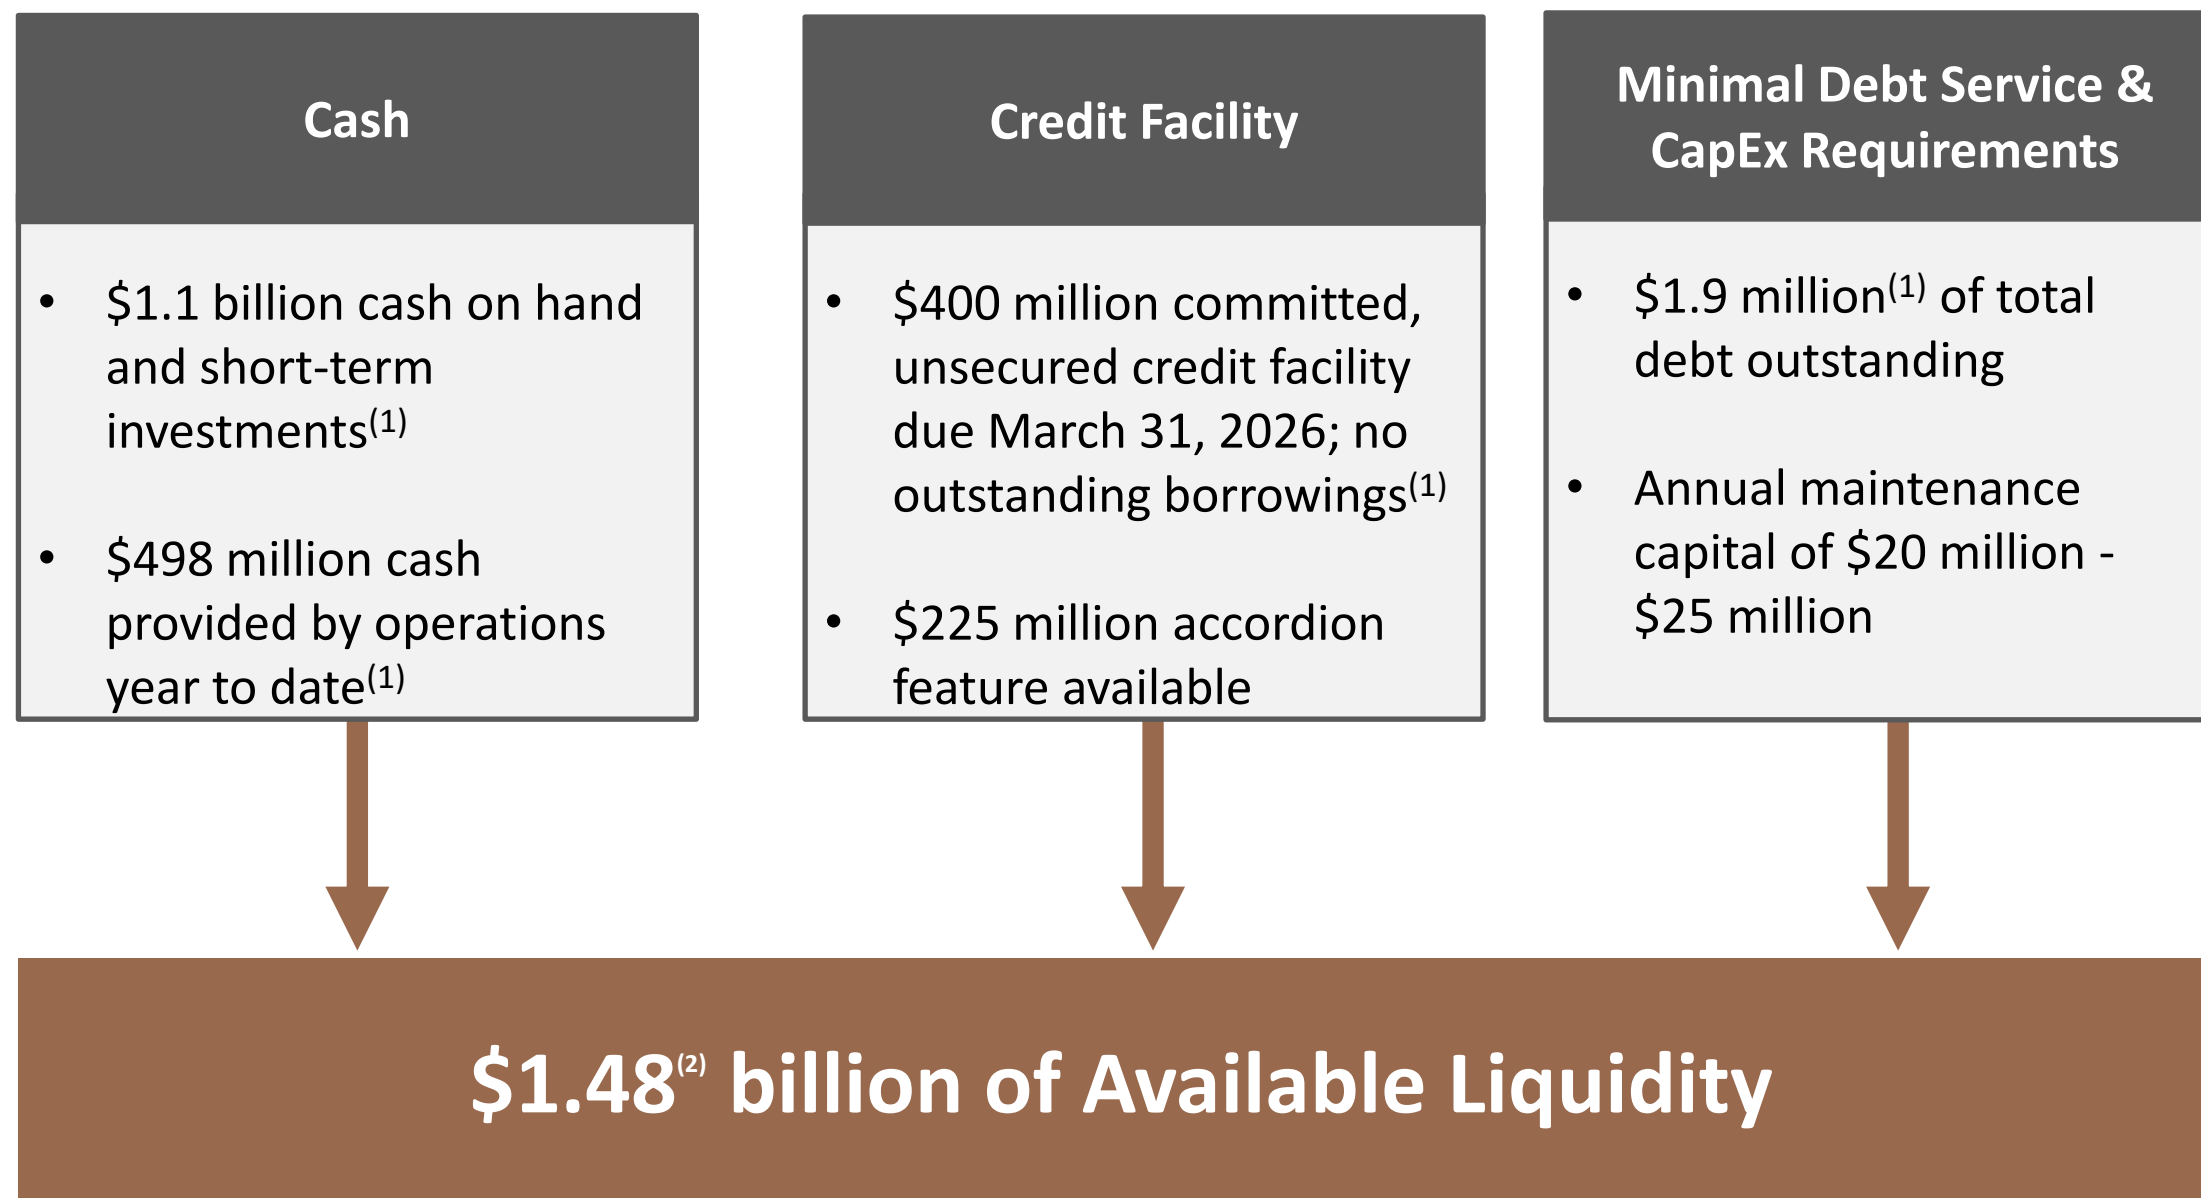 Cash
• $1.1 billion cash on hand
and short-term
investments(1)
• $498 million cash
provided by operations
year to date(1)
Credit Facility
• $400 million committed,
unsecured credit facility
due March 31, 2026; no
outstanding borrowings(1)
• $225 million accordion
feature available
Minimal Debt Service &
CapEx Requirements
• $1.9 million(1) of total
debt outstanding
• Annual maintenance
capital of $20 million -
$25 million
$1.48(2) billion of Available Liquidity